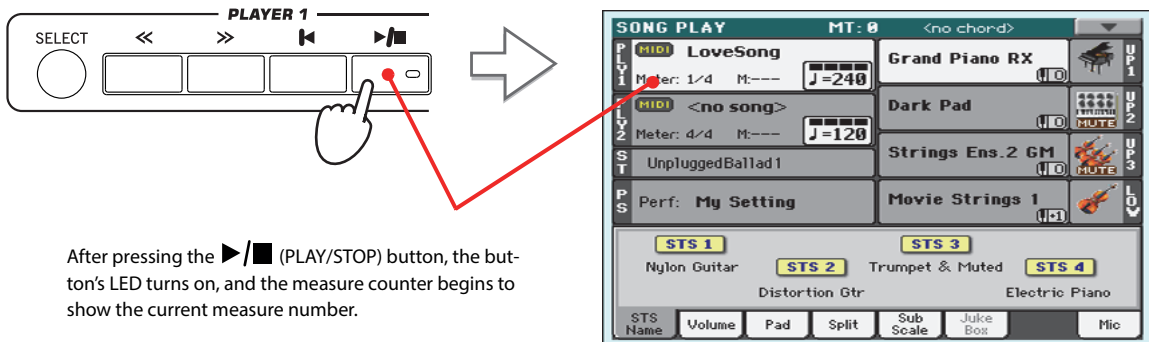 PLAYER 1
SELECT
After pressing the ▶/■ (PLAY/STOP) button, the but-
ton's LED turns on, and the measure counter begins to
show the current measure number.
SONG PLAY MT: 0 <no chord>
PLY1
MIDI LoveSong
Meter: 1/4 M:--- ♩=240
Grand Piano RX
0
UP1
PLY2
MIDI <no song>
Meter: 4/4 M:--- ♩=120
Dark Pad
0
MUTE
UP2
ST
UnpluggedBallad1
Strings Ens.2 GM
0
MUTE
UP3
PS
Perf: My Setting
Movie Strings 1
+1
LOW
STS 1 STS 3
Nylon Guitar STS 2 Trumpet & Muted STS 4
Distortion Gtr Electric Piano
STS Name Volume Pad Split Sub Scale Juke Box Mic